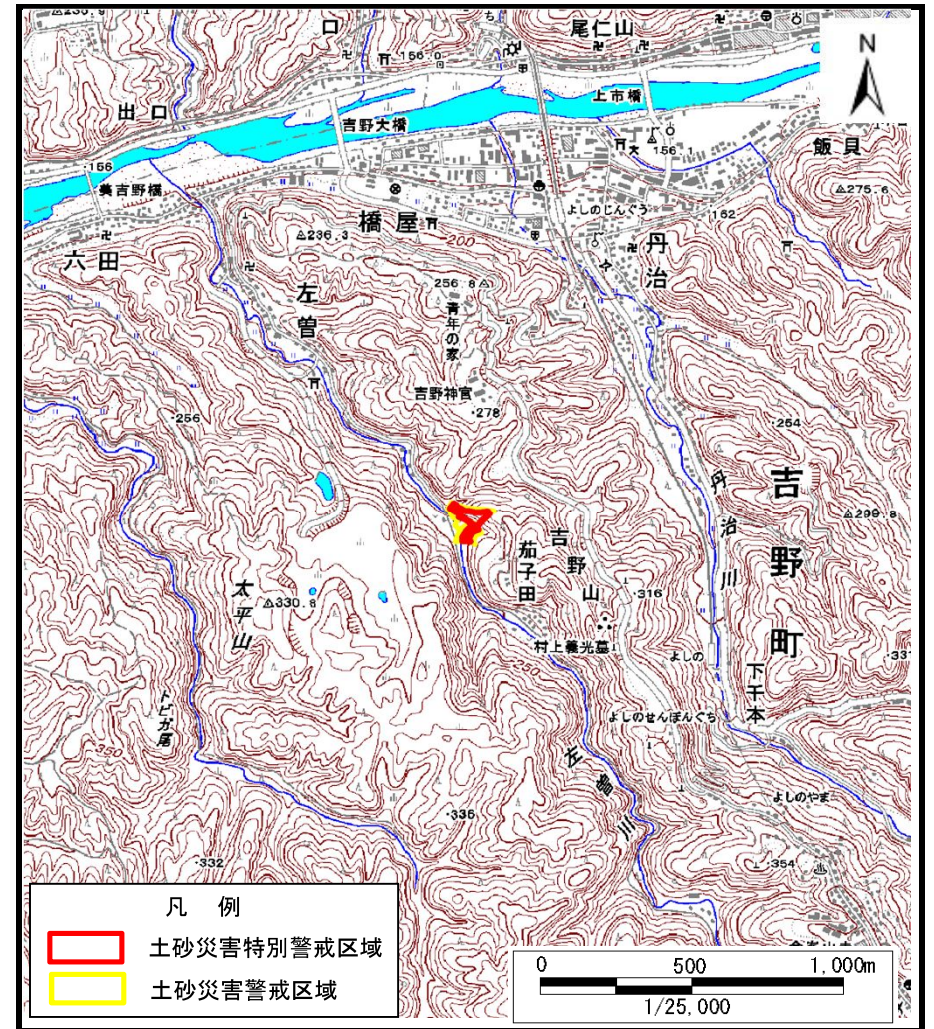 235.9
口
ち
尾仁山
N
156.0
上市橋
出口
吉野大橋
156.1
飯貝
・156
美吉野橋
275.6
よしのじんぐう
162
橋屋
236.3
200
丹治
六田
左曽
256.8
青年の家
吉野神宮
・278
・256
・254
吉野町
丹治川
299.8
茄子田
吉野山
・316
太平山
330.8
村上義光墓
よしの
下千本
トビガ尾
350
よしのせんぼんぐち
左曽川
よしのやま
・336
・332
・354
凡 例
土砂災害特別警戒区域
土砂災害警戒区域
0 500 1,000m
1/25,000